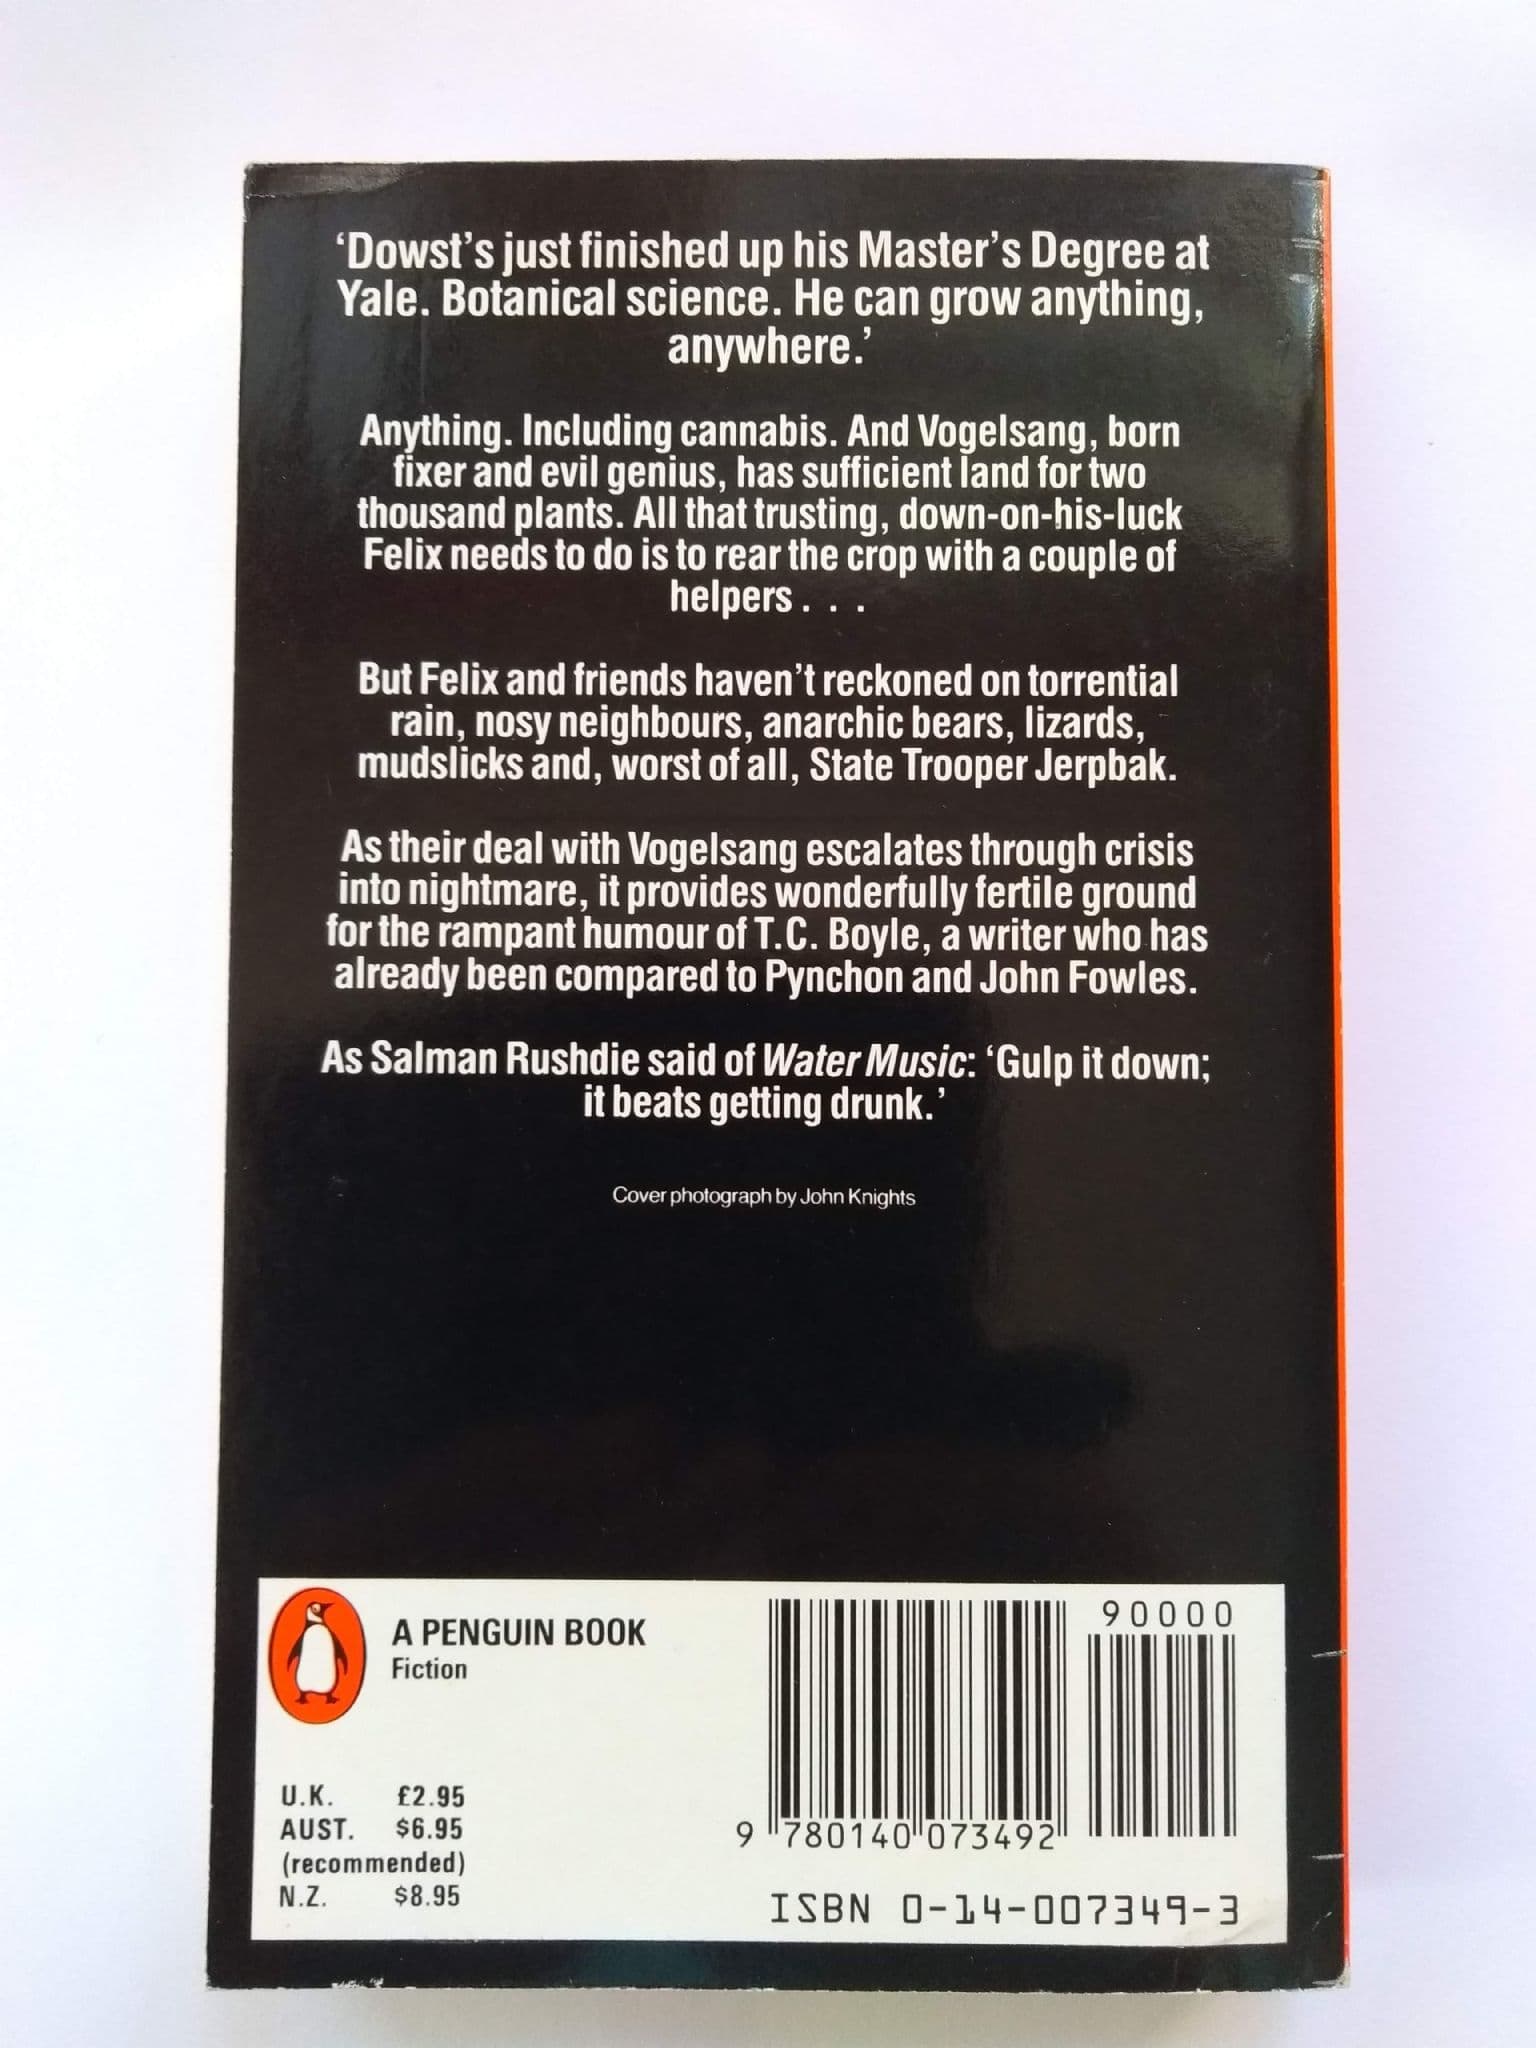 ‘Dowst’s just finished up his Master’s Degree at
Yale. Botanical science. He can grow anything,
anywhere.’
Anything. Including cannabis. And Vogelsang, born
fixer and evil genius, has sufficient land for two
thousand plants. All that trusting, down-on-his-luck
Felix needs to do is to rear the crop with a couple of
helpers . . .
But Felix and friends haven’t reckoned on torrential
rain, nosy neighbours, anarchic bears, lizards,
mudslicks and, worst of all, State Trooper Jerpbak.
As their deal with Vogelsang escalates through crisis
into nightmare, it provides wonderfully fertile ground
for the rampant humour of T.C. Boyle, a writer who has
already been compared to Pynchon and John Fowles.
As Salman Rushdie said of Water Music: ‘Gulp it down;
it beats getting drunk.’
Cover photograph by John Knights
A PENGUIN BOOK
Fiction
U.K. £2.95
AUST. $6.95
(recommended)
N.Z. $8.95
90000
9 780140 073492
ISBN 0-14-007349-3